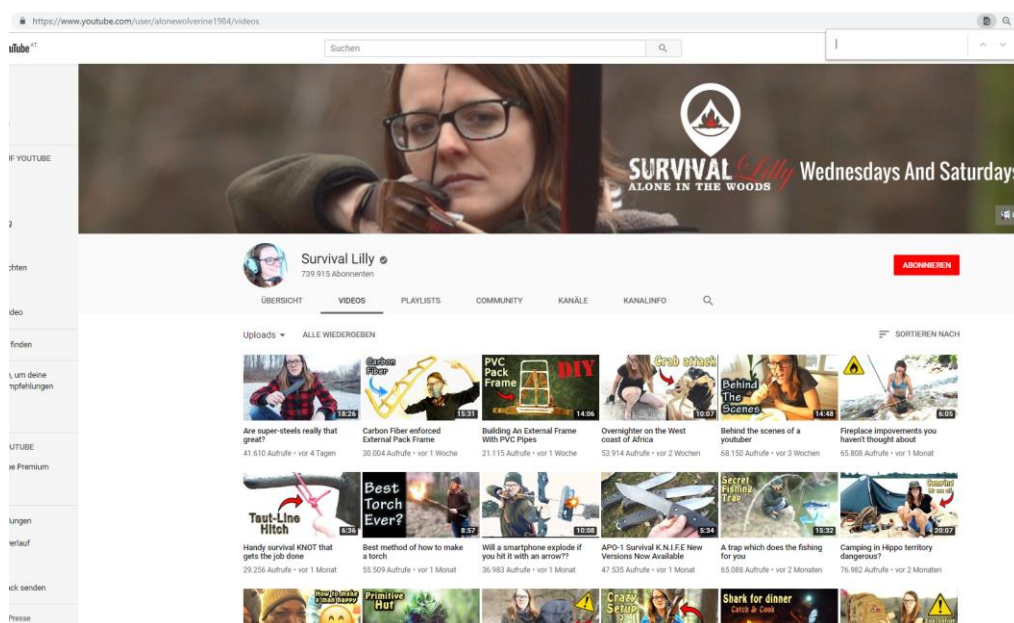 https://www.youtube.com/user/alonewolverine1984/videos
uTube AT
Suchen
SURVIVAL Lilly Wednesdays And Saturdays
ALONE IN THE WOODS
F YOUTUBE
Survival Lilly
739.915 Abonnenten
ABONNIEREN
chten
ÜBERSICHT VIDEOS PLAYLISTS COMMUNITY KANÄLE KANALINFO
deo
finden
Uploads ALLE WIEDERGEBEN SORTIEREN NACH
, um deine
mpfehlungen
Carbon Fiber
PVC Pack Frame DIY
Crab attack
Behind The Scenes
18:26 15:31 14:06 10:07 14:48 6:05
Are super-steels really that great?
41.610 Aufrufe • vor 4 Tagen
Carbon Fiber enforced External Pack Frame
30.004 Aufrufe • vor 1 Woche
Building An External Frame With PVC Pipes
21.115 Aufrufe • vor 1 Woche
Overnighter on the West coast of Africa
53.914 Aufrufe • vor 2 Wochen
Behind the scenes of a youtuber
68.150 Aufrufe • vor 3 Wochen
Fireplace impovements you haven't thought about
65.808 Aufrufe • vor 1 Monat
UTUBE
be Premium
Taut-Line Hitch
Best Torch Ever?
Secret Fishing Trap
6:36 8:57 10:08 5:34 15:32 20:07
Handy survival KNOT that gets the job done
29.256 Aufrufe • vor 1 Monat
Best method of how to make a torch
55.509 Aufrufe • vor 1 Monat
Will a smartphone explode if you hit it with an arrow??
36.983 Aufrufe • vor 1 Monat
APO-1 Survival K.N.I.F.E New Versions Now Available
47.535 Aufrufe • vor 1 Monat
A trap which does the fishing for you
65.088 Aufrufe • vor 2 Monaten
Camping in Hippo territory dangerous?
76.982 Aufrufe • vor 2 Monaten
lungen
verlauf
ck senden
Presse
How to make a man happy
Primitive Hut
Crazy Setup
Shark for dinner
Catch & Cook